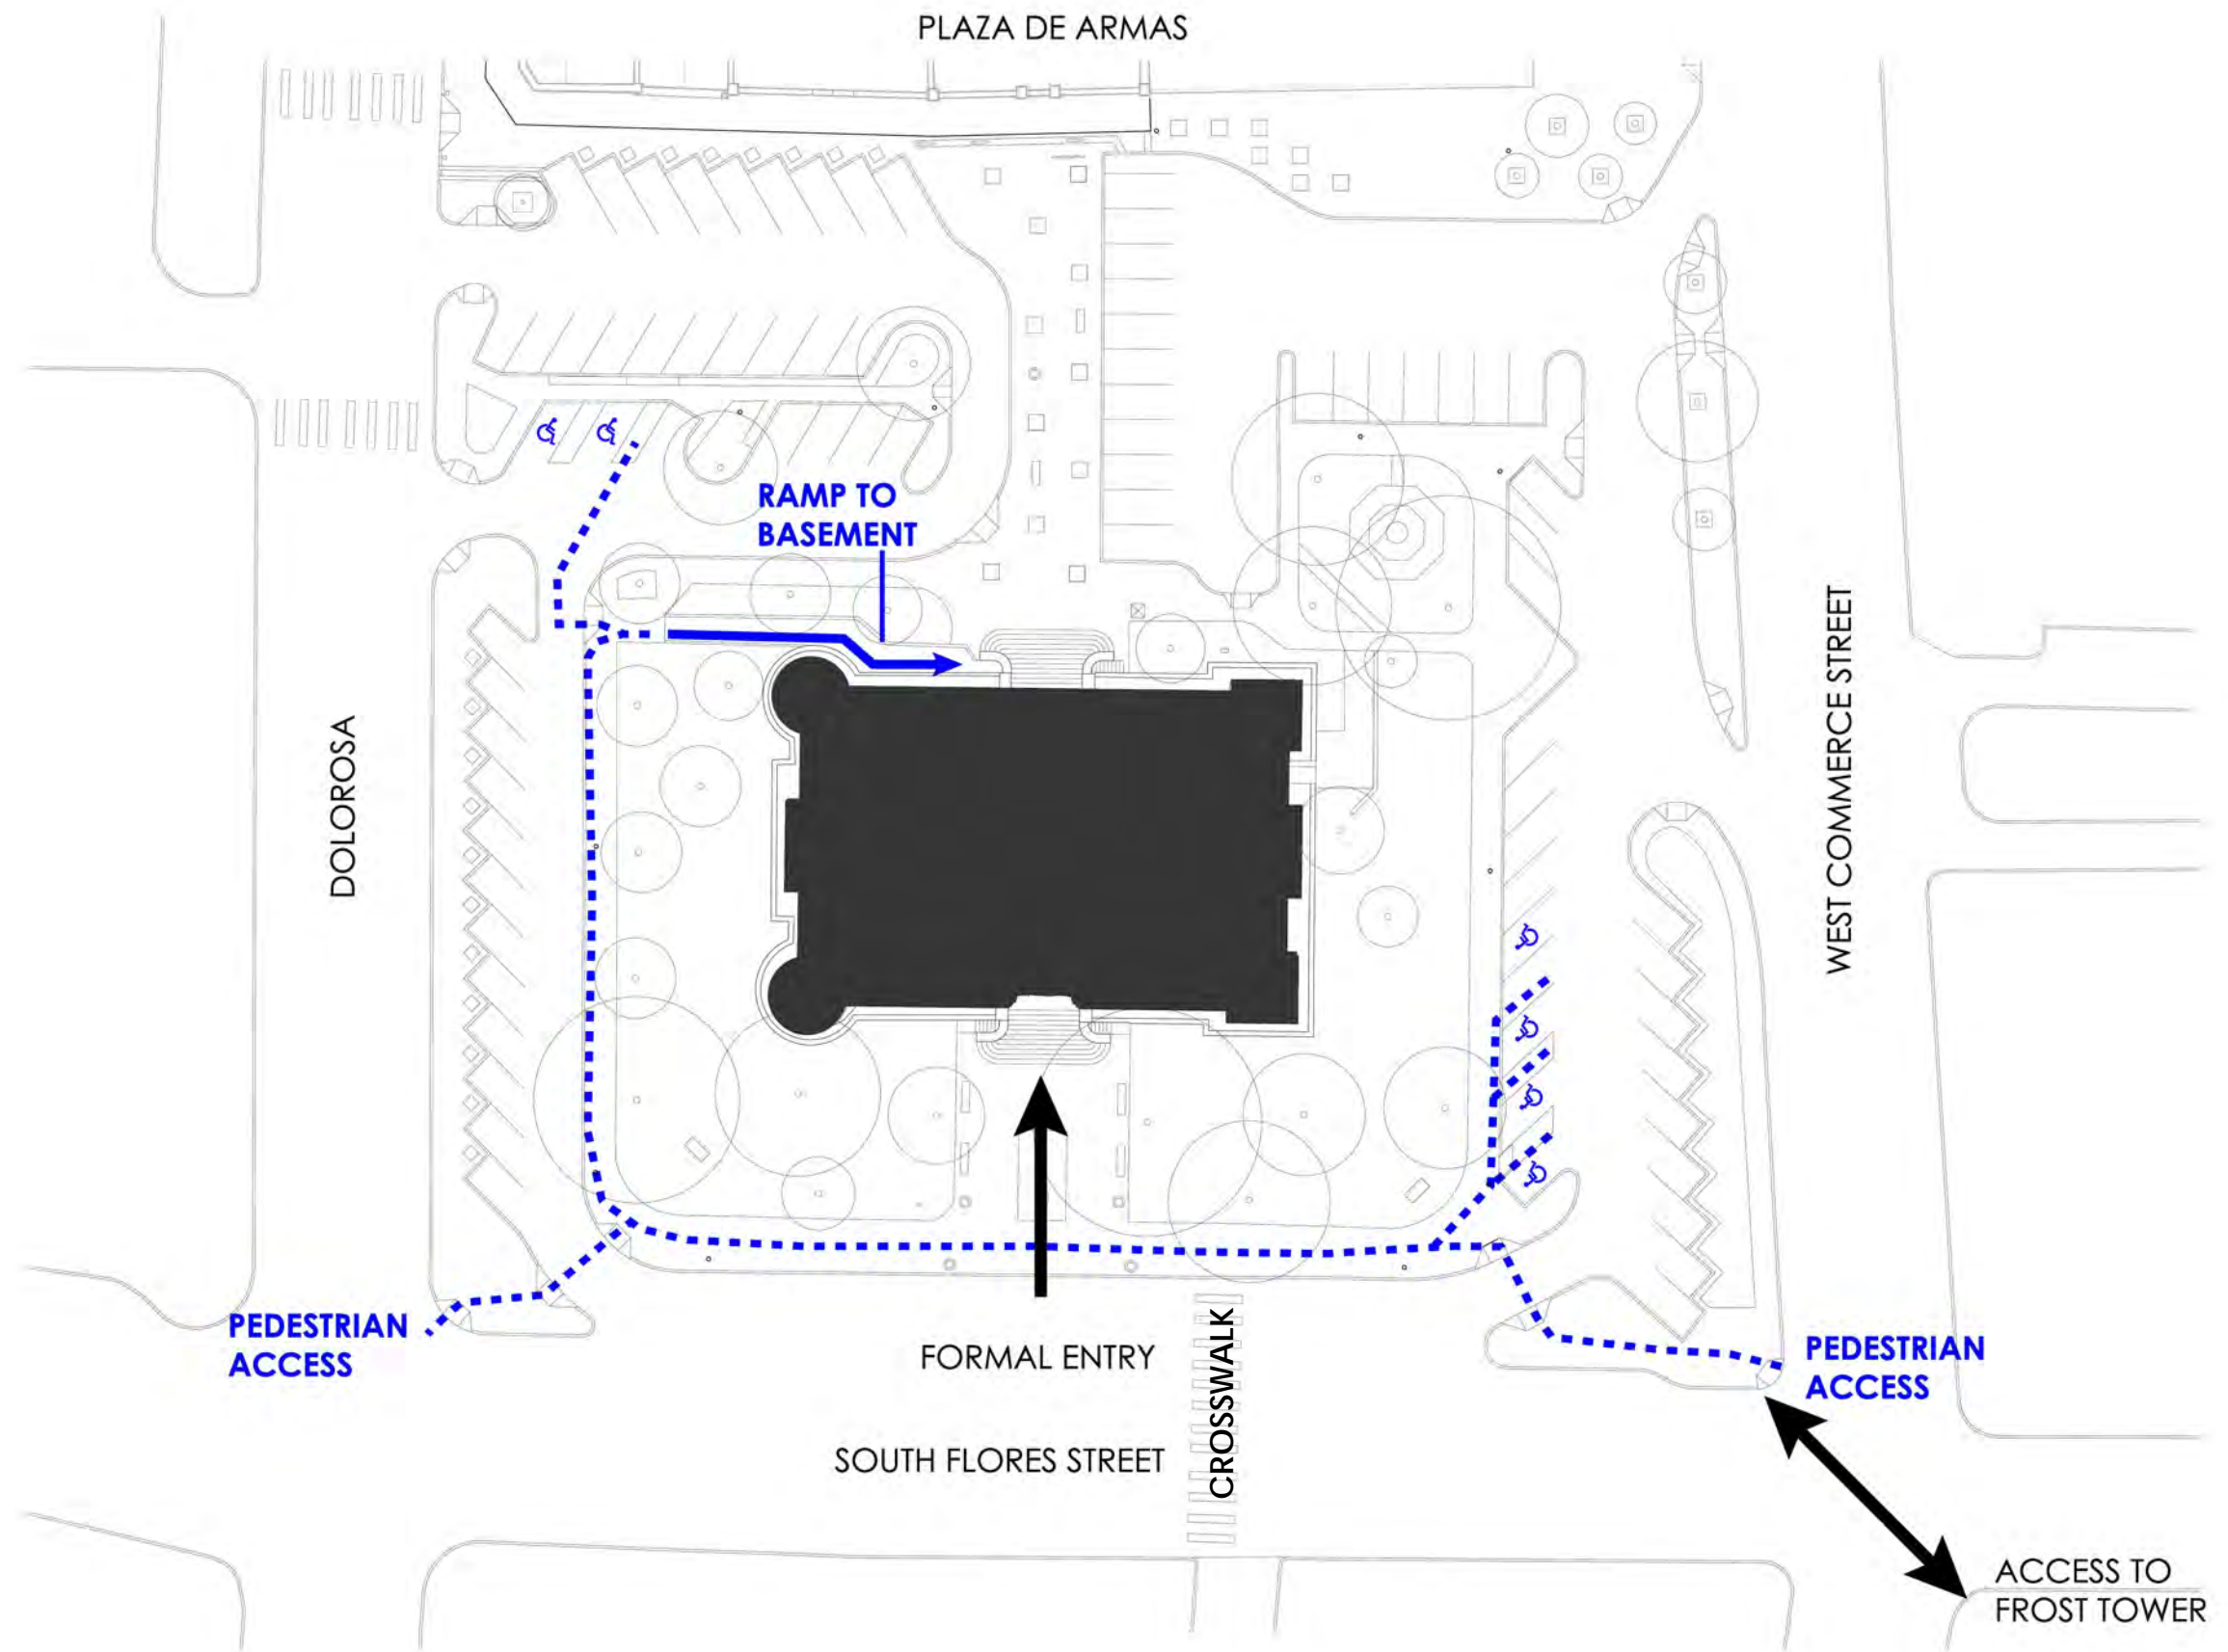 PLAZA DE ARMAS
RAMP TO
BASEMENT
DOLOROSA
WEST COMMERCE STREET
PEDESTRIAN
ACCESS
FORMAL ENTRY
CROSSWALK
PEDESTRIAN
ACCESS
SOUTH FLORES STREET
ACCESS TO
FROST TOWER